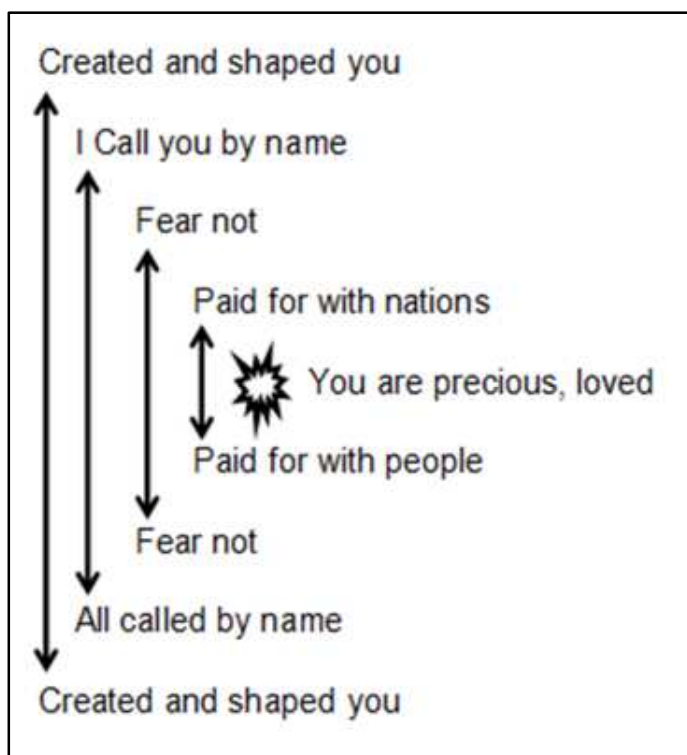 Created and shaped you
I Call you by name
Fear not
Paid for with nations
You are precious, loved
Paid for with people
Fear not
All called by name
Created and shaped you